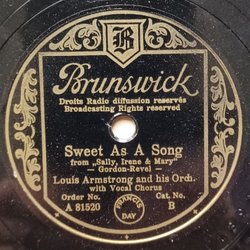 B
Brunswick
Droits Radio diffusion reservés
Broadcasting Rights reserved
Sweet As A Song
from „Sally, Irene & Mary"
— Gordon-Revel —
Louis Armstrong and his Orch.
with Vocal Chorus
Order No. Cat. No.
A 81520 B
FRANCIS
DAY